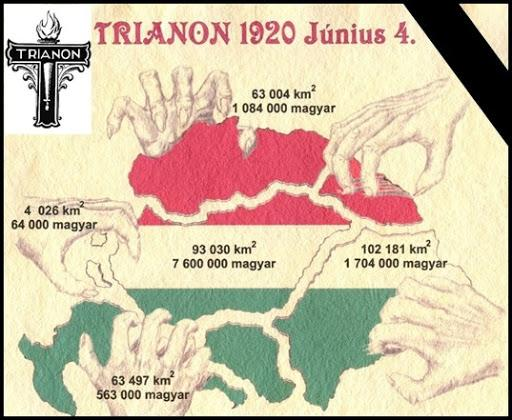 TRIANON
TRIANON 1920 Június 4.
63 004 km²
1 084 000 magyar
4 026 km²
64 000 magyar
93 030 km²
7 600 000 magyar
102 181 km²
1 704 000 magyar
63 497 km²
563 000 magyar